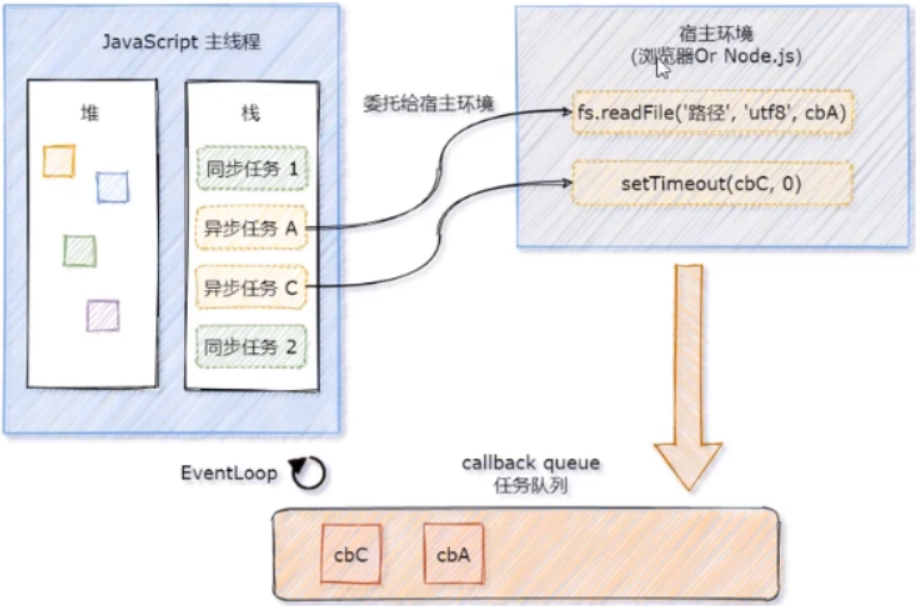 JavaScript 主线程
堆
栈
同步任务 1
异步任务 A
异步任务 C
同步任务 2
委托给宿主环境
宿主环境
(浏览器Or Node.js)
fs.readFile('路径', 'utf8', cbA)
setTimeout(cbC, 0)
EventLoop
callback queue
任务队列
cbC
cbA